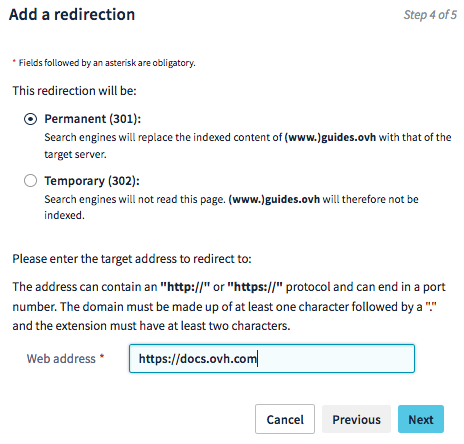 Add a redirection
Step 4 of 5
* Fields followed by an asterisk are obligatory.
This redirection will be:
Permanent (301):
Search engines will replace the indexed content of (www.)guides.ovh with that of the
target server.
Temporary (302):
Search engines will not read this page. (www.)guides.ovh will therefore not be
indexed.
Please enter the target address to redirect to:
The address can contain an "http://" or "https://" protocol and can end in a port
number. The domain must be made up of at least one character followed by a "."
and the extension must have at least two characters.
Web address *
https://docs.ovh.com
Cancel
Previous
Next